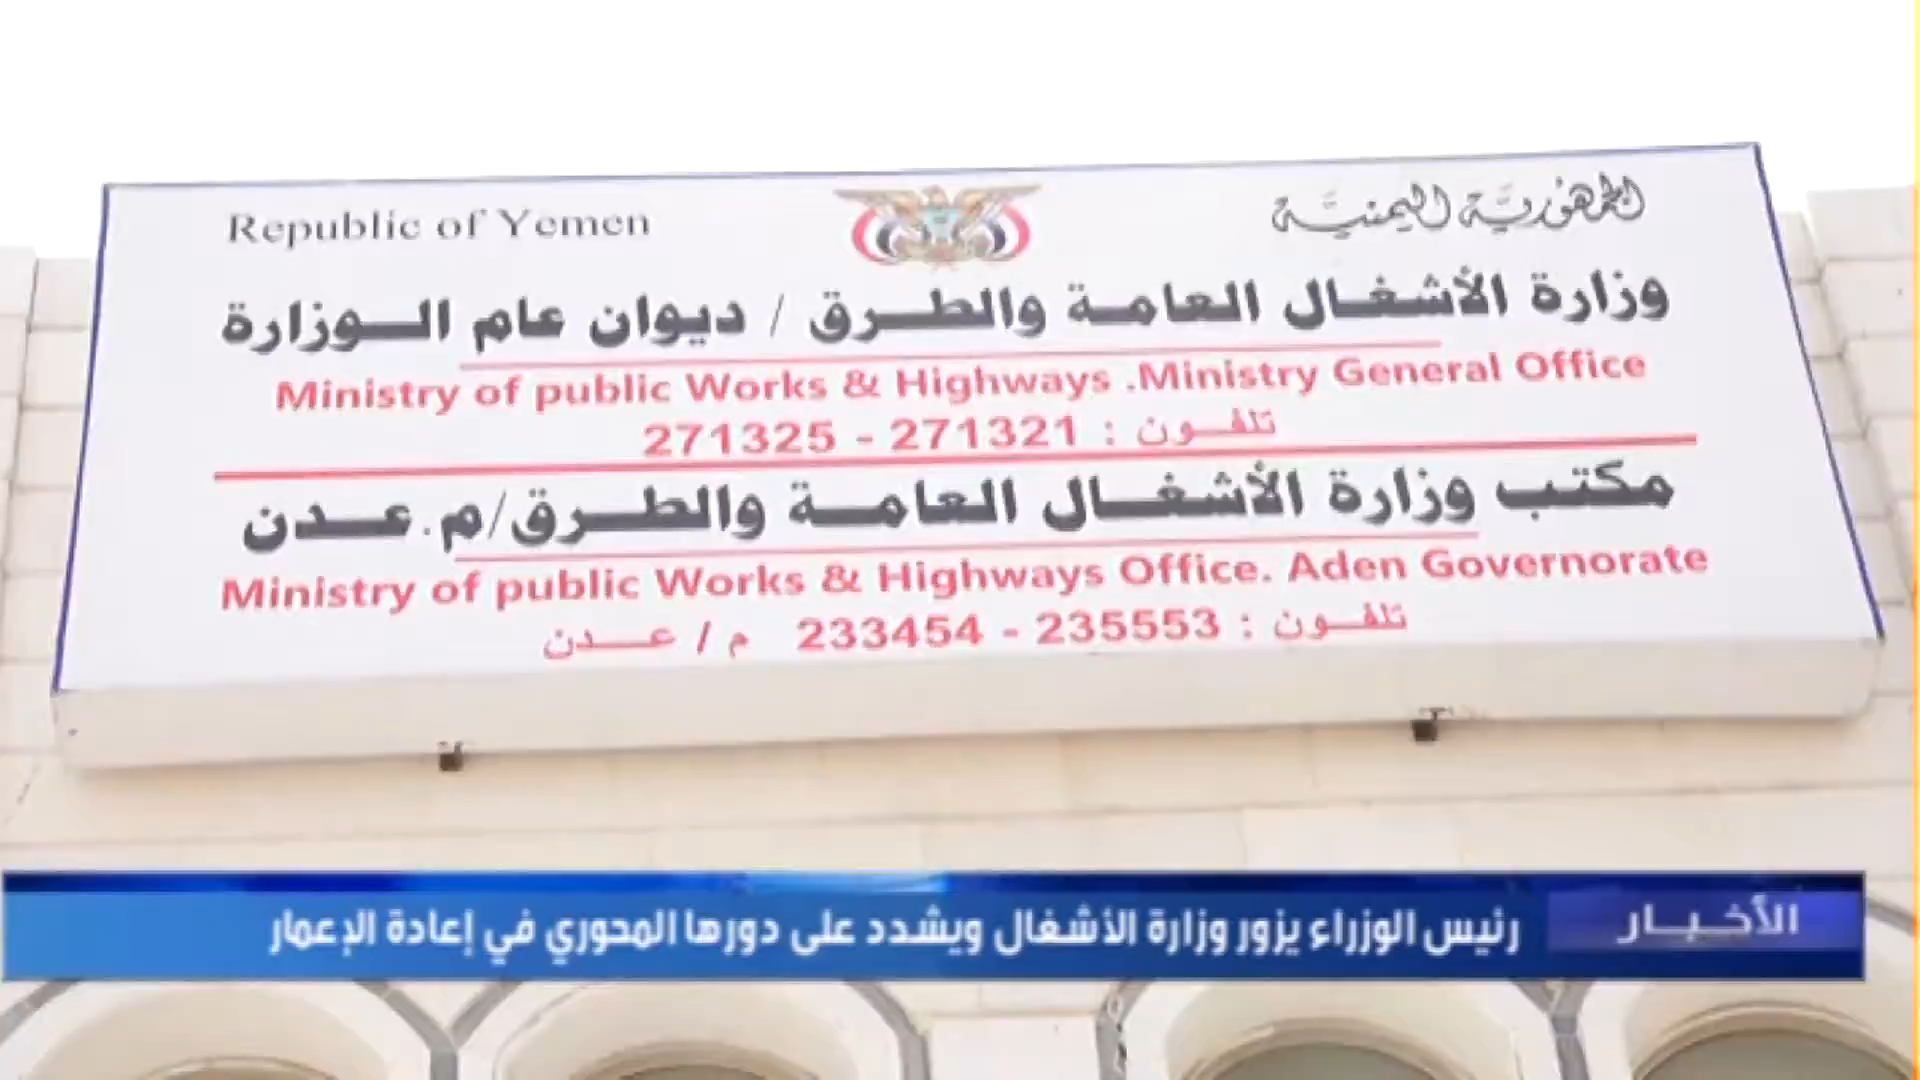 Republic of Yemen
الجمهورية اليمنية
وزارة الأشغال العامة والطرق / ديوان عام الوزارة
Ministry of public Works & Highways .Ministry General Office
تلفون : 271321 - 271325
مكتب وزارة الأشغال العامة والطرق/م.عدن
Ministry of public Works & Highways Office. Aden Governorate
تلفون : 235553 - 233454 م / عدن
الأخبار
رئيس الوزراء يزور وزارة الأشغال ويشدد على دورها المحوري في إعادة الإعمار